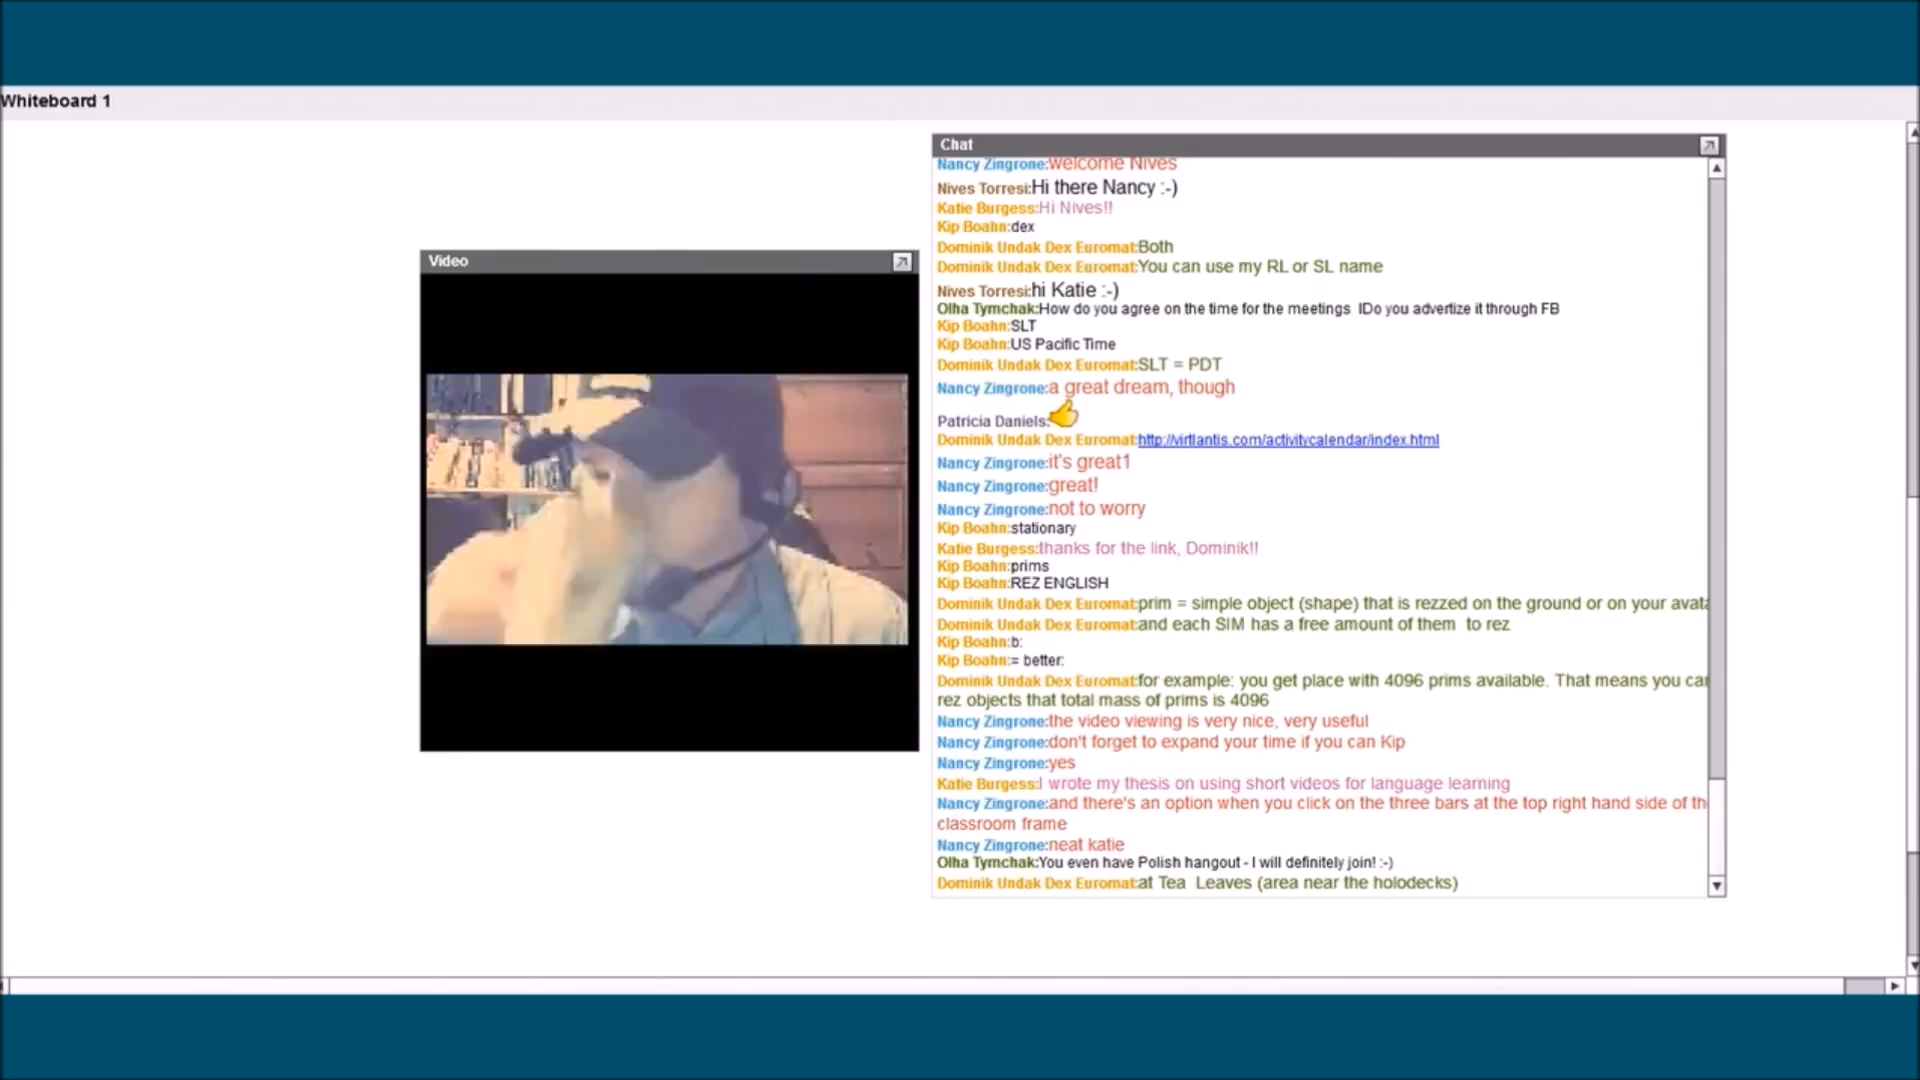 Whiteboard 1
Chat
Nancy Zingrone:welcome Nives
Nives Torresi:Hi there Nancy :-)
Katie Burgess:Hi Nives!!
Kip Boahn:dex
Dominik Undak Dex Euromat:Both
Dominik Undak Dex Euromat:You can use my RL or SL name
Nives Torresi:hi Katie :-)
Olha Tymchak:How do you agree on the time for the meetings IDo you advertize it through FB
Kip Boahn:SLT
Kip Boahn:US Pacific Time
Dominik Undak Dex Euromat:SLT = PDT
Nancy Zingrone:a great dream, though
Patricia Daniels:
Dominik Undak Dex Euromat:http://virtlantis.com/activitycalendar/index.html
Nancy Zingrone:it's great1
Nancy Zingrone:great!
Nancy Zingrone:not to worry
Kip Boahn:stationary
Katie Burgess:thanks for the link, Dominik!!
Kip Boahn:prims
Kip Boahn:REZ ENGLISH
Dominik Undak Dex Euromat:prim = simple object (shape) that is rezzed on the ground or on your avata
Dominik Undak Dex Euromat:and each SIM has a free amount of them to rez
Kip Boahn:b:
Kip Boahn:= better:
Dominik Undak Dex Euromat:for example: you get place with 4096 prims available. That means you can
rez objects that total mass of prims is 4096
Nancy Zingrone:the video viewing is very nice, very useful
Nancy Zingrone:don't forget to expand your time if you can Kip
Nancy Zingrone:yes
Katie Burgess:I wrote my thesis on using short videos for language learning
Nancy Zingrone:and there's an option when you click on the three bars at the top right hand side of th
classroom frame
Nancy Zingrone:neat katie
Olha Tymchak:You even have Polish hangout - I will definitely join! :-)
Dominik Undak Dex Euromat:at Tea Leaves (area near the holodecks)
Video